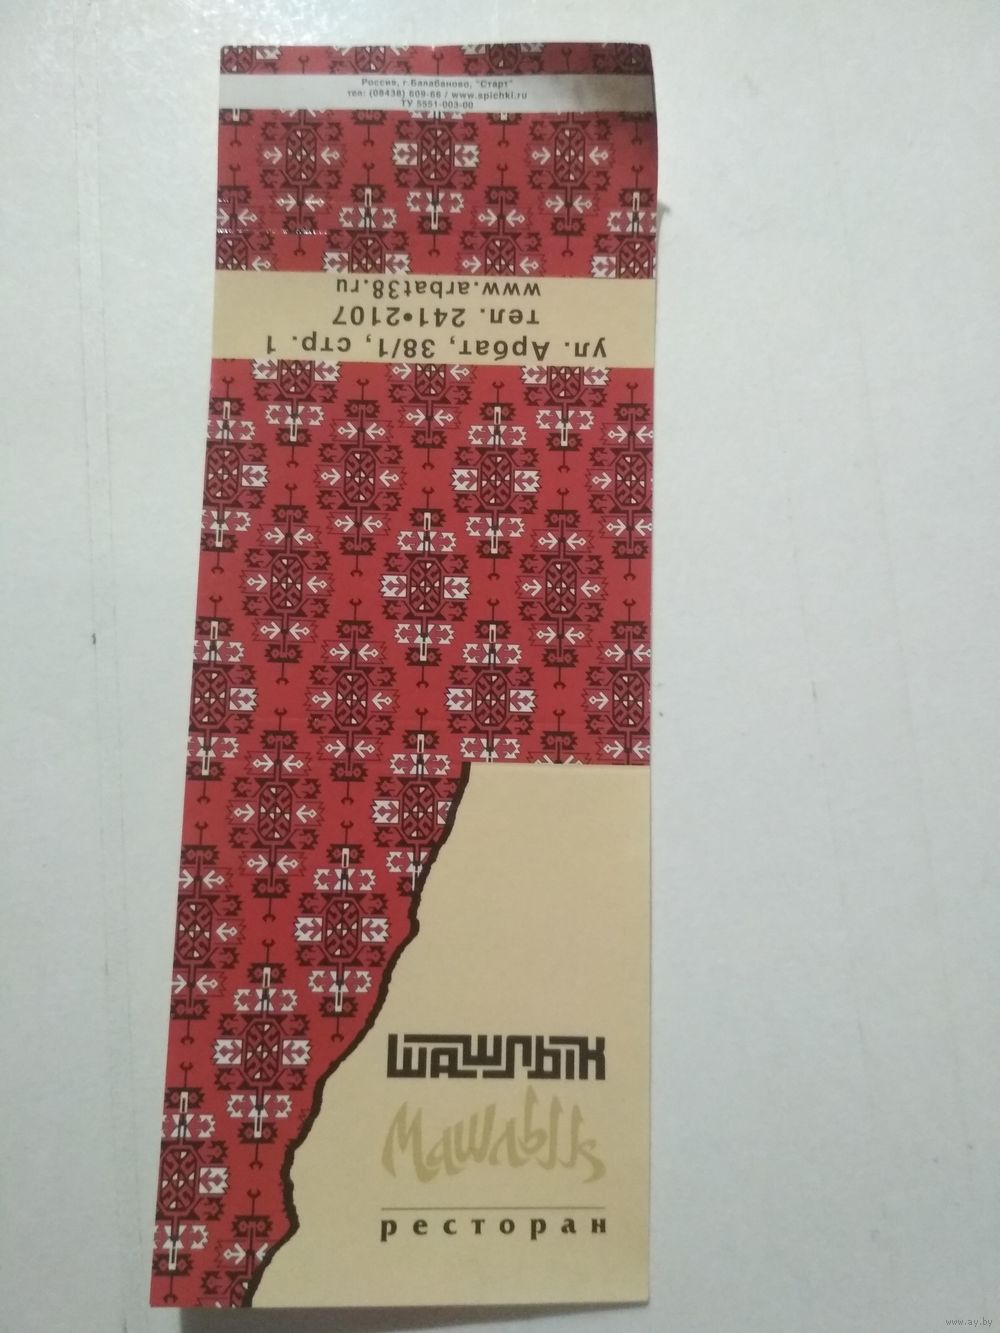 Россия, г.Балабаново, "Старт"
тел: (08438) 609-66 / www.spichki.ru
ТУ 5551-003-00
ул. Арбат, 38/1, стр. 1
тел. 241•2107
www.arbat38.ru
шашлык
Машлык
ресторан
www.ay.by